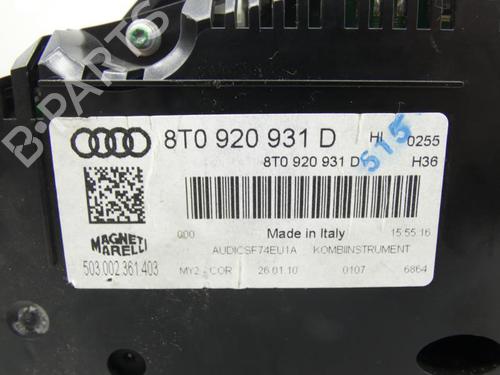 B-PARTS
8T0 920 931 D HI 0255
8T0 920 931 D H36
515
MAGNETI MARELLI
503.002.361.403
000 Made in Italy 15:55:16
AUDICSF74EU1A KOMBIINSTRUMENT
MY2 - COR 26.01.10 0107 6864